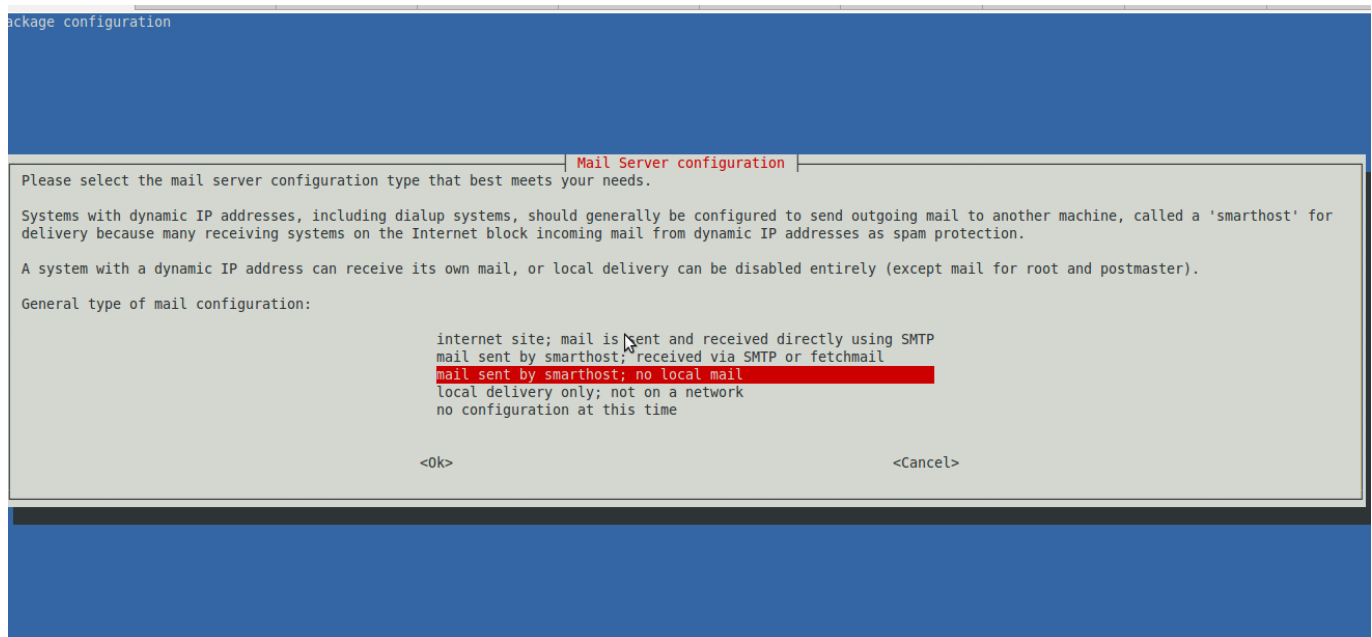 ackage configuration
Mail Server configuration
Please select the mail server configuration type that best meets your needs.
Systems with dynamic IP addresses, including dialup systems, should generally be configured to send outgoing mail to another machine, called a 'smarthost' for
delivery because many receiving systems on the Internet block incoming mail from dynamic IP addresses as spam protection.
A system with a dynamic IP address can receive its own mail, or local delivery can be disabled entirely (except mail for root and postmaster).
General type of mail configuration:
internet site; mail is sent and received directly using SMTP
mail sent by smarthost; received via SMTP or fetchmail
mail sent by smarthost; no local mail
local delivery only; not on a network
no configuration at this time
<Ok> <Cancel>